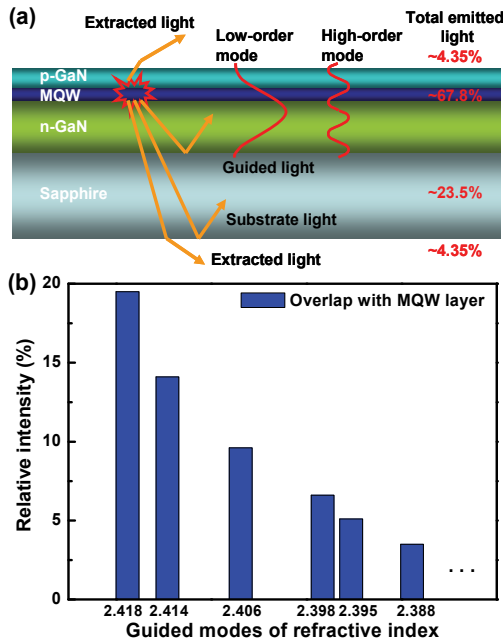 (a)
Extracted light
Low-order
mode
High-order
mode
Total emitted
light
~4.35%
p-GaN
MQW
~67.8%
n-GaN
Guided light
Sapphire
~23.5%
Substrate light
Extracted light
~4.35%
(b)
20
Overlap with MQW layer
15
10
5
0
Relative intensity (%)
2.418 2.414 2.406 2.398 2.395 2.388
. . .
Guided modes of refractive index